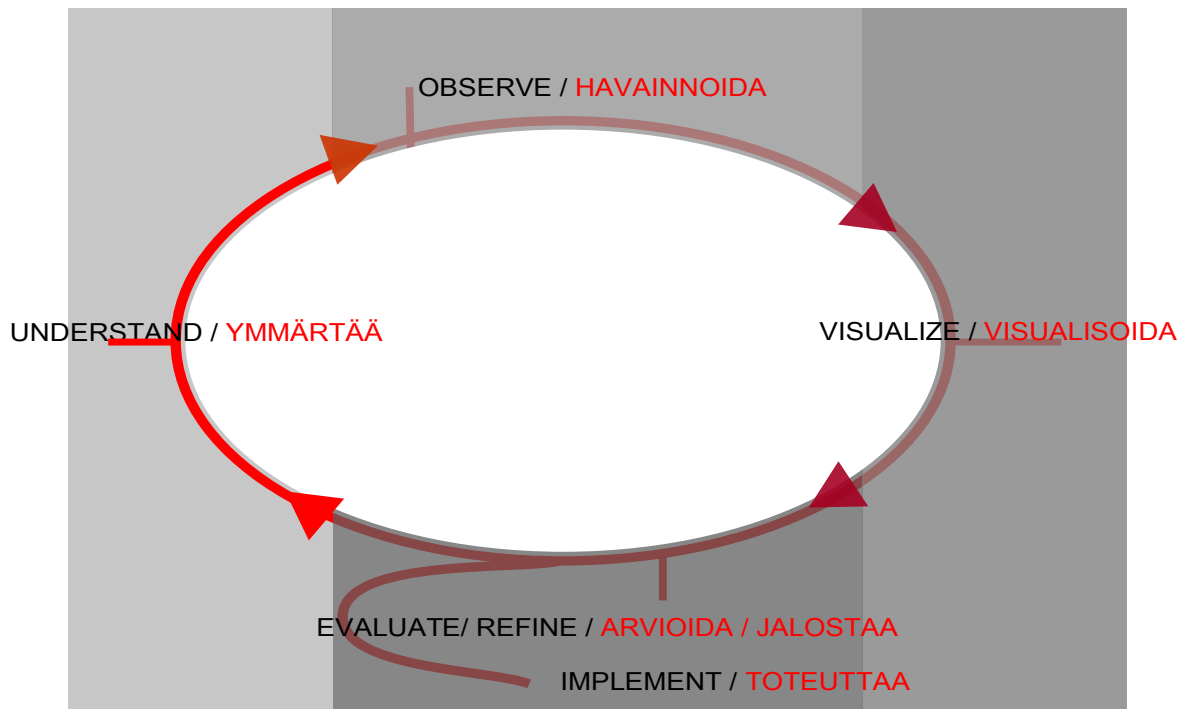 OBSERVE / HAVAINNOIDA
UNDERSTAND / YMMÄRTÄÄ
VISUALIZE / VISUALISOIDA
EVALUATE/ REFINE / ARVIOIDA / JALOSTAA
IMPLEMENT / TOTEUTTAA